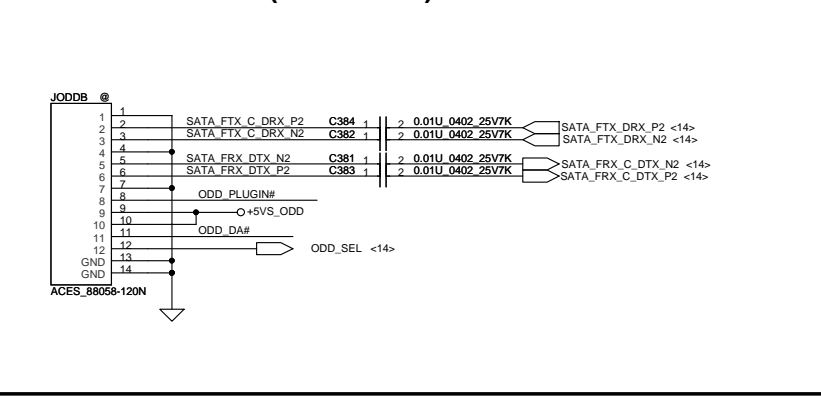 JODDB @
1 1
2 2 SATA_FTX_C_DRX_P2 C384 1 2 0.01U_0402_25V7K SATA_FTX_DRX_P2 <14>
3 3 SATA_FTX_C_DRX_N2 C382 1 2 0.01U_0402_25V7K SATA_FTX_DRX_N2 <14>
4 4
5 5 SATA_FRX_DTX_N2 C381 1 2 0.01U_0402_25V7K SATA_FRX_C_DTX_N2 <14>
6 6 SATA_FRX_DTX_P2 C383 1 2 0.01U_0402_25V7K SATA_FRX_C_DTX_P2 <14>
7 7
8 8 ODD_PLUGIN#
9 9 +5VS_ODD
10 10
11 11 ODD_DA#
12 12 ODD_SEL <14>
GND 13
GND 14
ACES_88058-120N